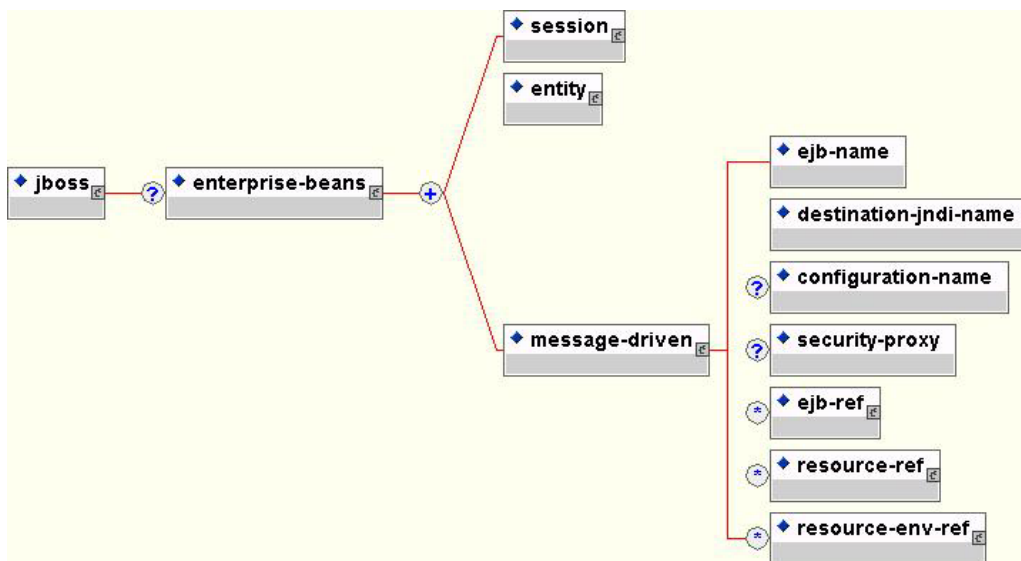 session
entity
jboss
?
enterprise-beans
+
message-driven
ejb-name
destination-jndi-name
? configuration-name
? security-proxy
* ejb-ref
* resource-ref
* resource-env-ref